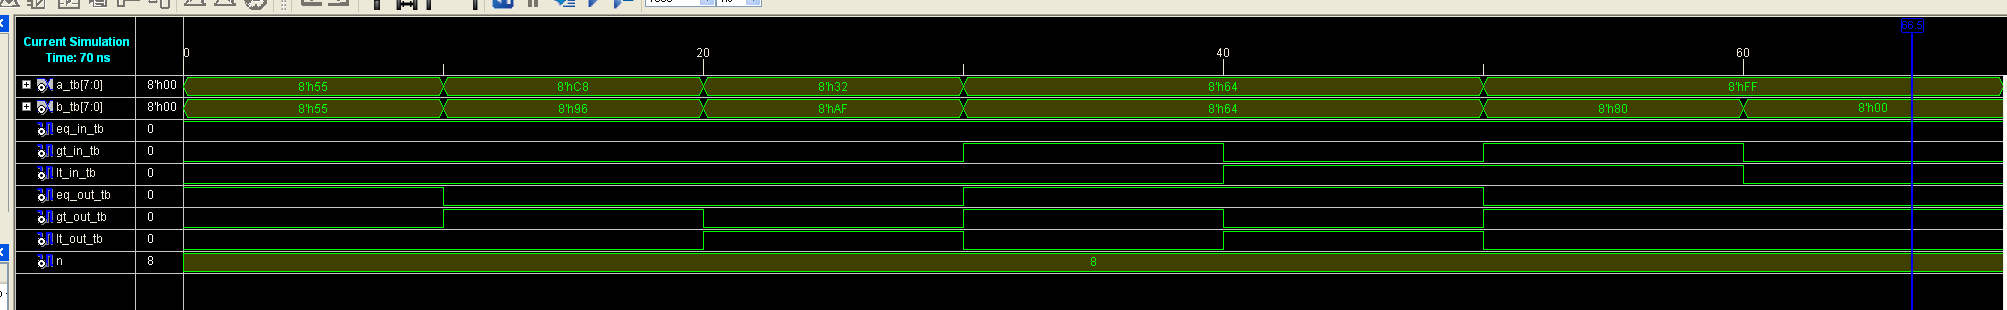 Current Simulation
Time: 70 ns
0 20 40 60
a_tb[7:0] 8'h00 8'h55 8'hC8 8'h32 8'h64 8'hFF
b_tb[7:0] 8'h00 8'h55 8'h96 8'hAF 8'h64 8'h80 8'h00
eq_in_tb 0
gt_in_tb 0
lt_in_tb 0
eq_out_tb 0
gt_out_tb 0
lt_out_tb 0
n 8 8